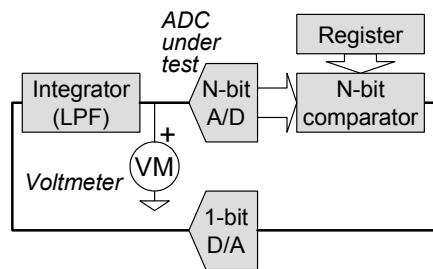 ADC
under
test
Register
Integrator
(LPF)
N-bit
A/D
N-bit
comparator
+
VM
Voltmeter
1-bit
D/A